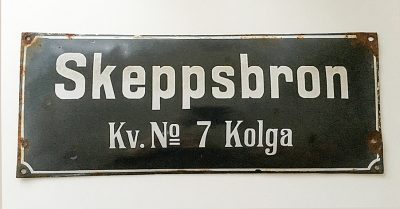 Skeppsbron
Kv. № 7 Kolga